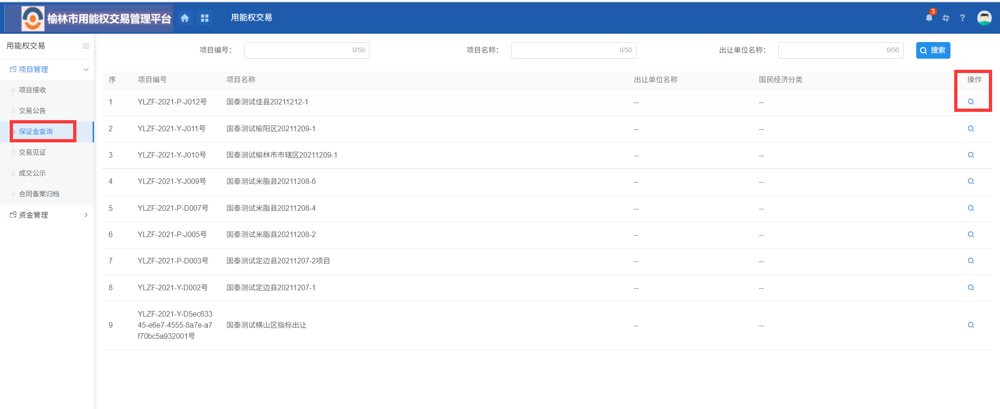 榆林市用能权交易管理平台
用能权交易
3
?
用能权交易
项目管理
项目接收
交易公告
保证金查询
交易见证
成交公示
合同备案归档
资金管理
项目编号： 0/50 项目名称： 0/50 出让单位名称： 0/50 搜索
序 项目编号 项目名称 出让单位名称 国民经济分类 操作
1 YLZF-2021-P-J012号 国泰测试佳县20211212-1 -- --
2 YLZF-2021-Y-J011号 国泰测试榆阳区20211209-1 -- --
3 YLZF-2021-Y-J010号 国泰测试榆林市市辖区20211209-1 -- --
4 YLZF-2021-Y-J009号 国泰测试米脂县20211208-6 -- --
5 YLZF-2021-P-D007号 国泰测试米脂县20211208-4 -- --
6 YLZF-2021-P-J005号 国泰测试米脂县20211208-2 -- --
7 YLZF-2021-P-D003号 国泰测试定边县20211207-2项目 -- --
8 YLZF-2021-Y-D002号 国泰测试定边县20211207-1 -- --
YLZF-2021-Y-D5ec633
9 45-e6e7-4555-8a7e-a7 国泰测试横山区指标出让 -- --
f70bc5a932001号